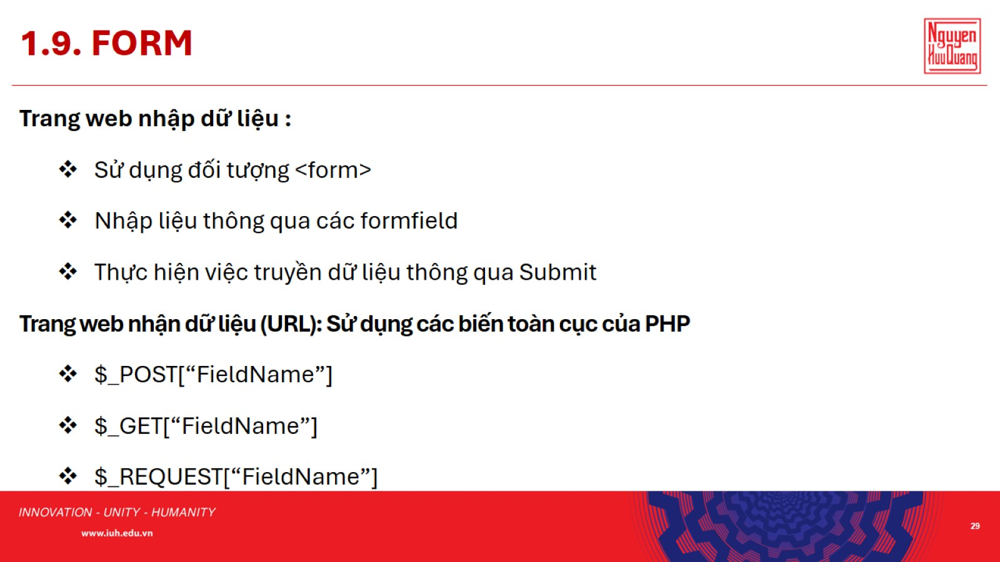 1.9. FORM
Nguyen
HuuQuang
Trang web nhập dữ liệu :
❖ Sử dụng đối tượng <form>
❖ Nhập liệu thông qua các formfield
❖ Thực hiện việc truyền dữ liệu thông qua Submit
Trang web nhận dữ liệu (URL): Sử dụng các biến toàn cục của PHP
❖ $_POST[“FieldName”]
❖ $_GET[“FieldName”]
❖ $_REQUEST[“FieldName”]
INNOVATION - UNITY - HUMANITY
www.iuh.edu.vn
29